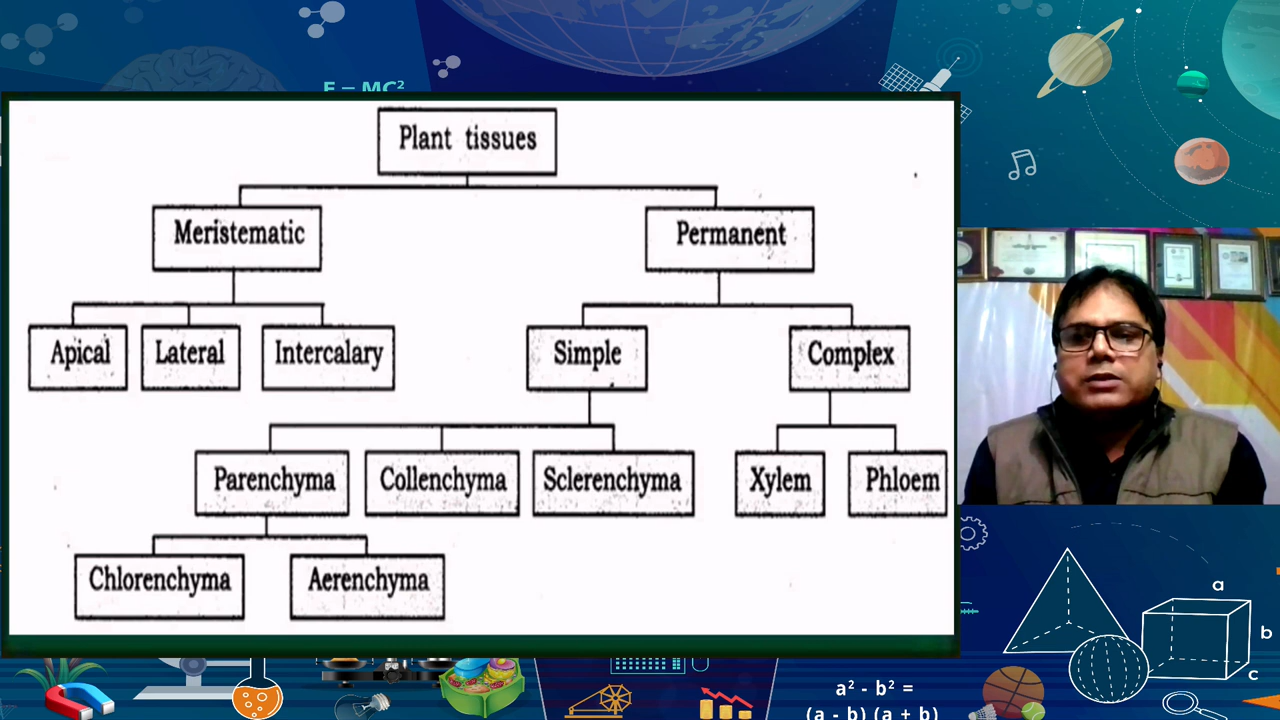 E = MC²
Plant tissues
Meristematic
Permanent
Apical
Lateral
Intercalary
Simple
Complex
Parenchyma
Collenchyma
Sclerenchyma
Xylem
Phloem
Chlorenchyma
Aerenchyma
a
b
c
a² - b² =
(a - b) (a + b)